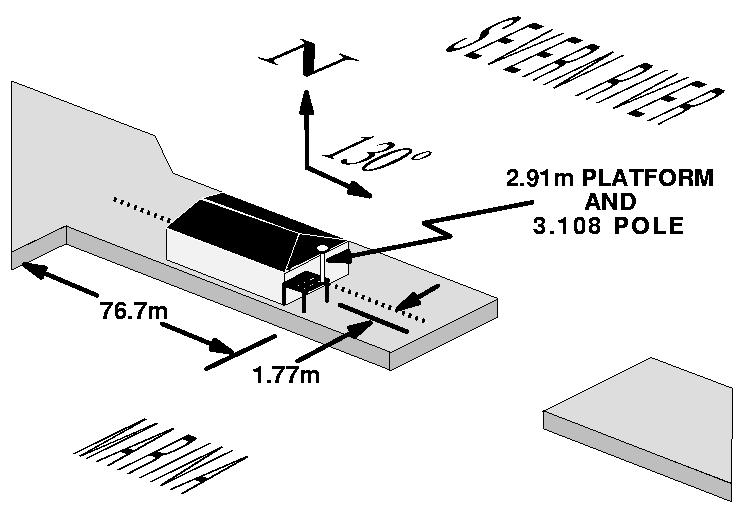 SEVERN RIVER
N
130°
2.91m PLATFORM
AND
3.108 POLE
76.7m
1.77m
MARINA